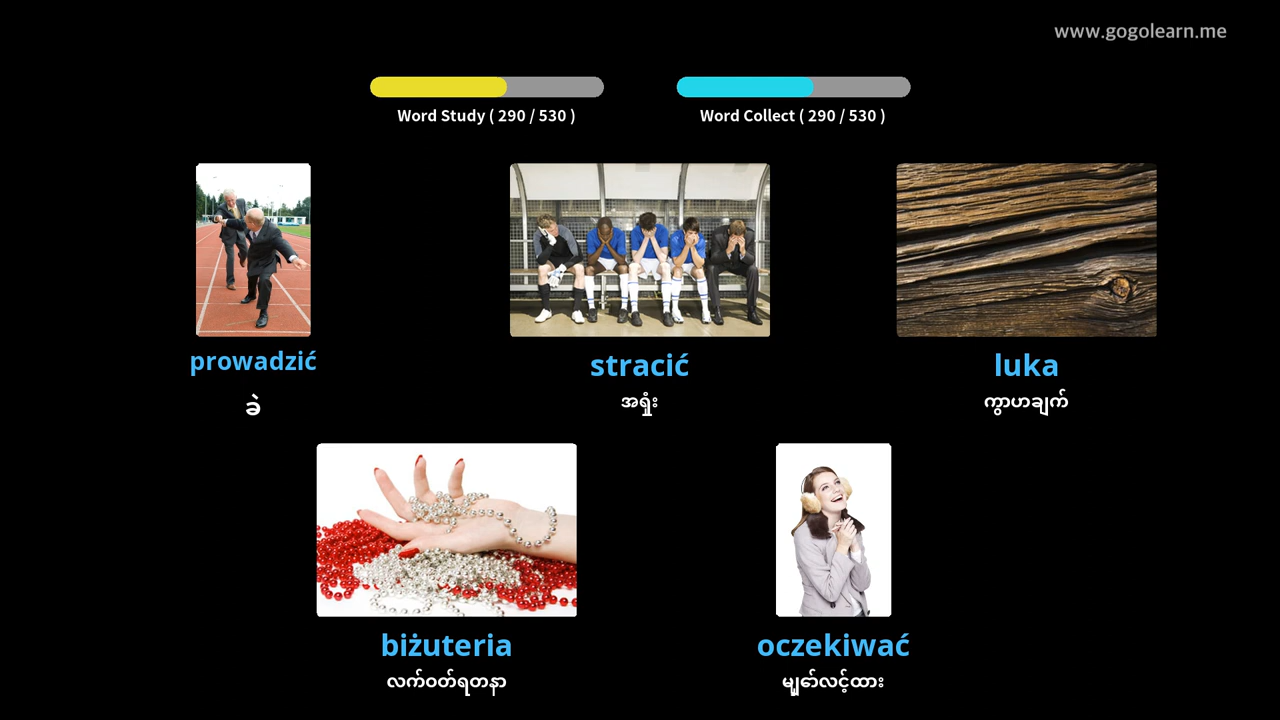 www.gogolearn.me
Word Study ( 290 / 530 )
Word Collect ( 290 / 530 )
prowadzić
ခဲ
stracić
အရှုံး
luka
ကွာဟချက်
biżuteria
လက်ဝတ်ရတနာ
oczekiwać
မျှော်လင့်ထား